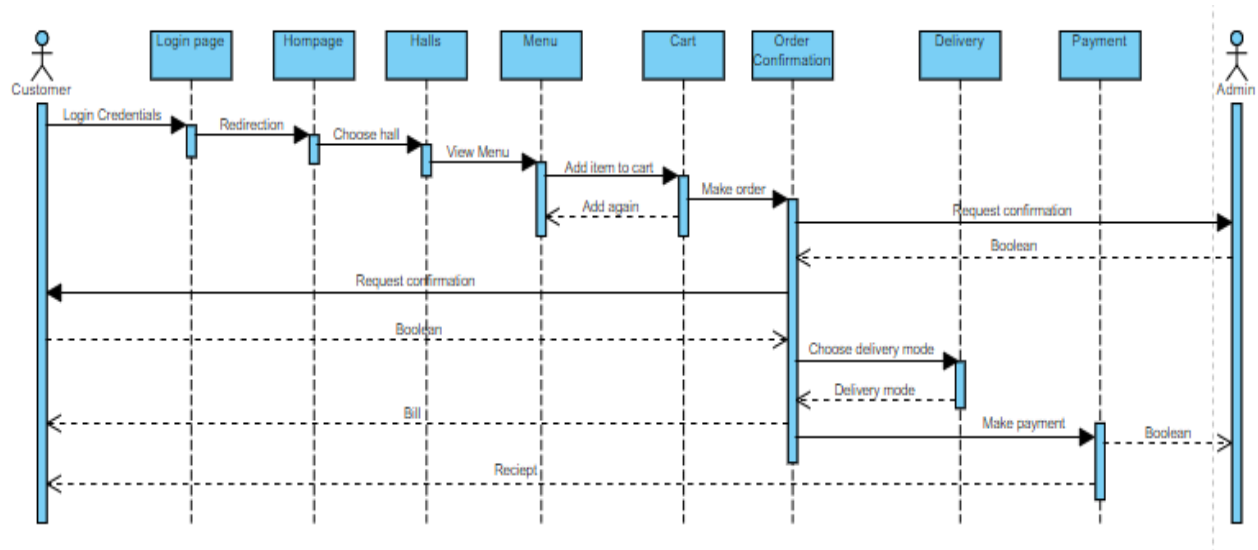 Login page
Hompage
Halls
Menu
Cart
Order
Confirmation
Delivery
Payment
Customer
Admin
Login Credentials
Redirection
Choose hall
View Menu
Add item to cart
Make order
Add again
Request confirmation
Boolean
Request confirmation
Boolean
Choose delivery mode
Delivery mode
Bill
Make payment
Boolean
Reciept